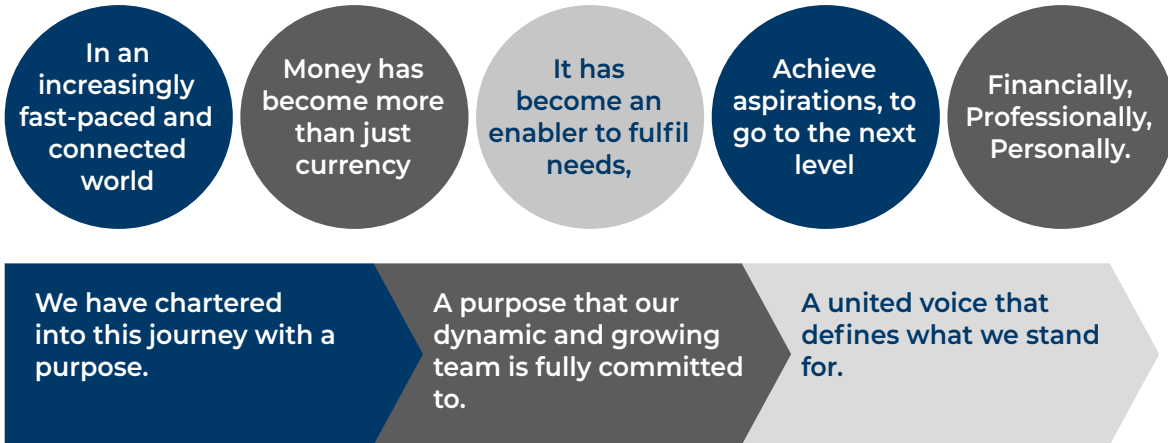 In an
increasingly
fast-paced and
connected
world
Money has
become more
than just
currency
It has
become an
enabler to fulfil
needs,
Achieve
aspirations, to
go to the next
level
Financially,
Professionally,
Personally.
We have chartered
into this journey with a
purpose.
A purpose that our
dynamic and growing
team is fully committed
to.
A united voice that
defines what we stand
for.